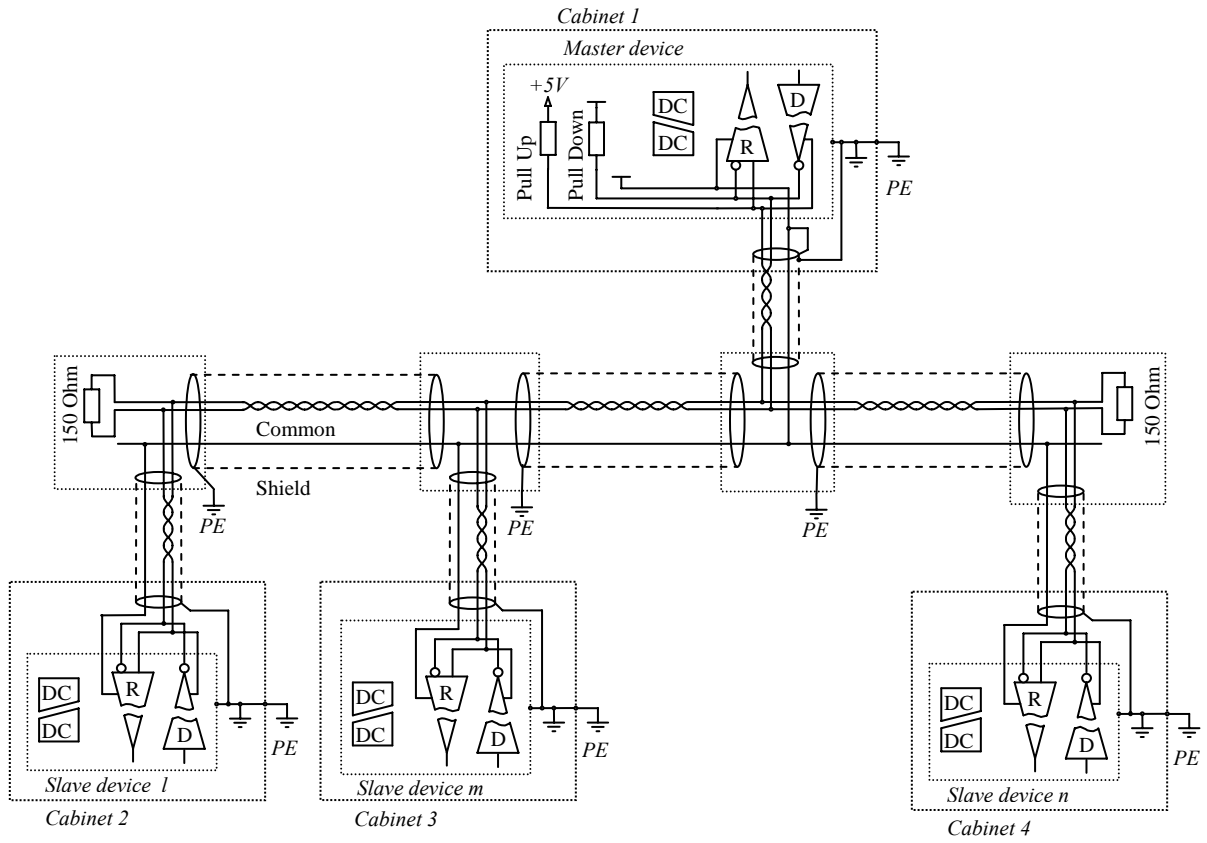 Cabinet 1
Master device
+5V
Pull Up
Pull Down
DC
DC
R
D
PE
150 Ohm
Common
Shield
PE
PE
PE
150 Ohm
DC
DC
R
D
PE
Slave device l
Cabinet 2
DC
DC
R
D
PE
Slave device m
Cabinet 3
DC
DC
R
D
PE
Slave device n
Cabinet 4